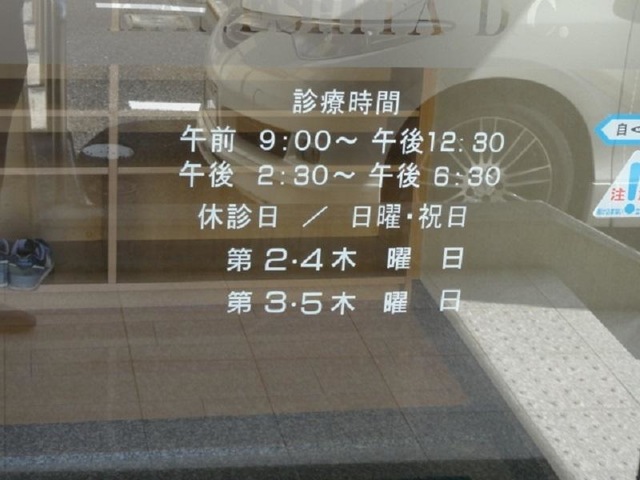 D.C.
診療時間
午前 9:00〜午後12:30
午後 2:30〜午後 6:30
休診日 ／ 日曜・祝日
第2・4木 曜 日
第3・5木 曜 日
自
注!